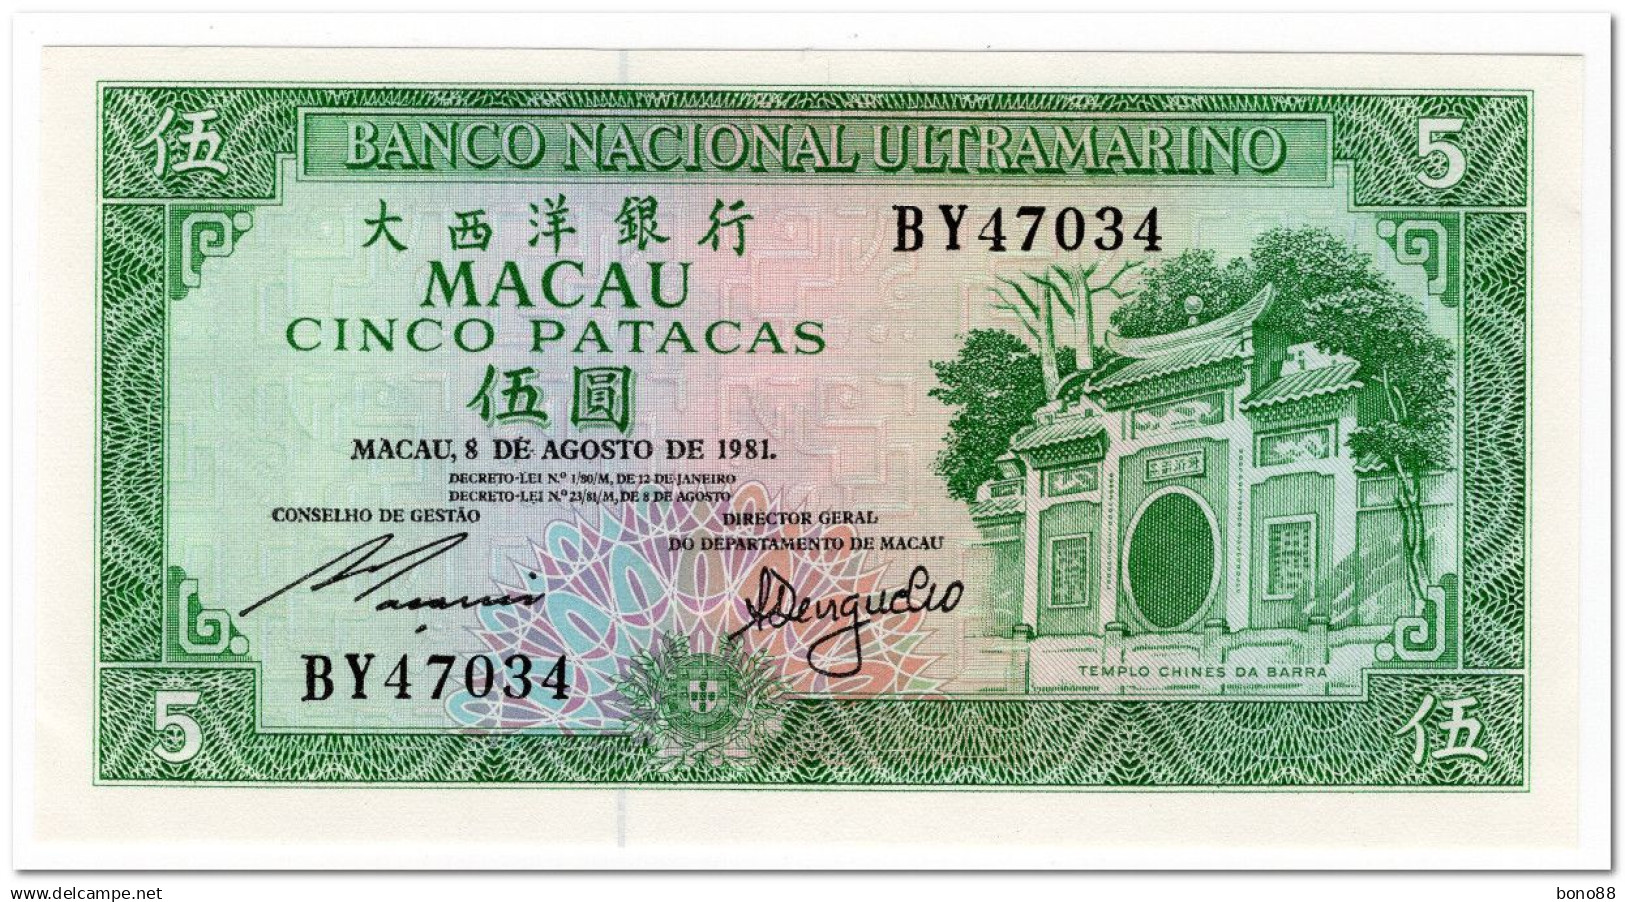 伍 BANCO NACIONAL ULTRAMARINO 5
大西洋銀行 BY47034
MACAU
CINCO PATACAS
伍圓
MACAU, 8 DE AGOSTO DE 1981.
DECRETO-LEI N.º 1/80/M, DE 12 DE JANEIRO
DECRETO-LEI N.º 23/81/M, DE 8 DE AGOSTO
CONSELHO DE GESTÃO
DIRECTOR GERAL
DO DEPARTAMENTO DE MACAU
BY47034
TEMPLO CHINES DA BARRA
5 伍
www.delcampe.net
bono88